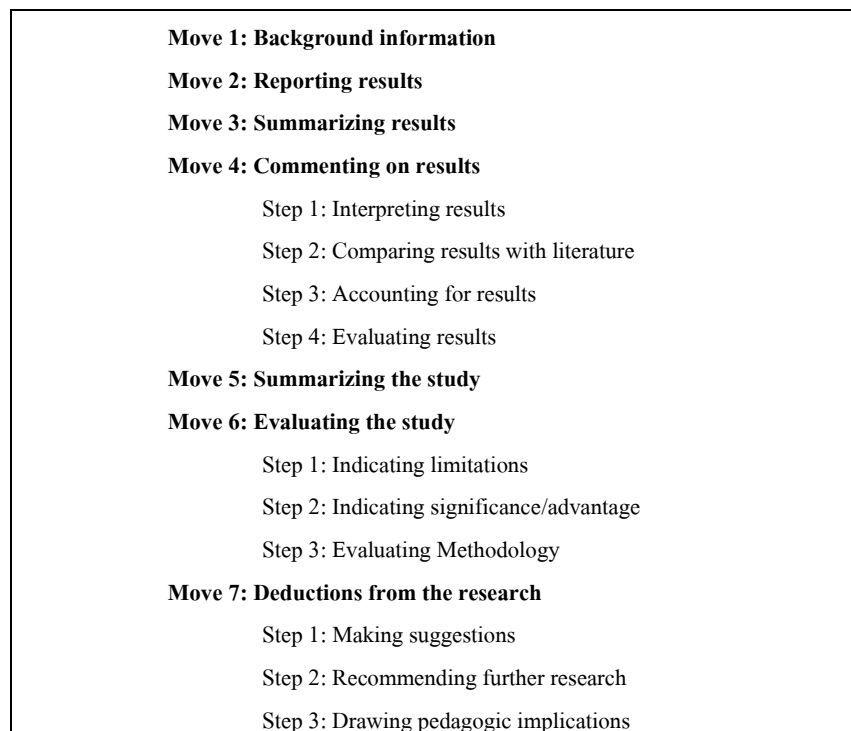 Move 1: Background information
Move 2: Reporting results
Move 3: Summarizing results
Move 4: Commenting on results
Step 1: Interpreting results
Step 2: Comparing results with literature
Step 3: Accounting for results
Step 4: Evaluating results
Move 5: Summarizing the study
Move 6: Evaluating the study
Step 1: Indicating limitations
Step 2: Indicating significance/advantage
Step 3: Evaluating Methodology
Move 7: Deductions from the research
Step 1: Making suggestions
Step 2: Recommending further research
Step 3: Drawing pedagogic implications